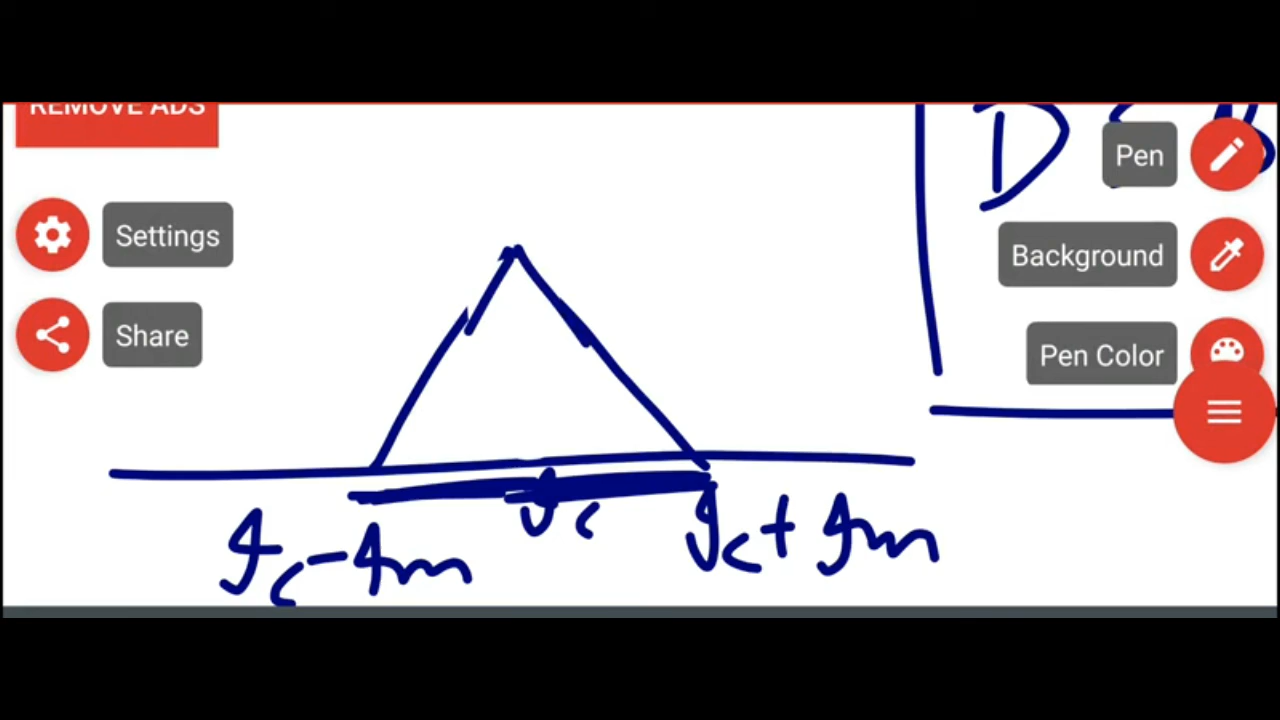 REMOVE ADS
D S B
Pen
Settings
Background
Share
Pen Color
fc-fm fc fc+fm